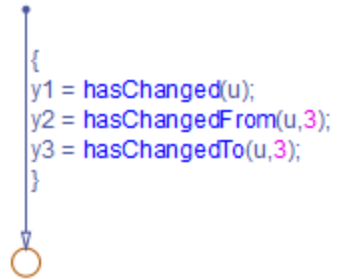 {
y1 = hasChanged(u);
y2 = hasChangedFrom(u,3);
y3 = hasChangedTo(u,3);
}